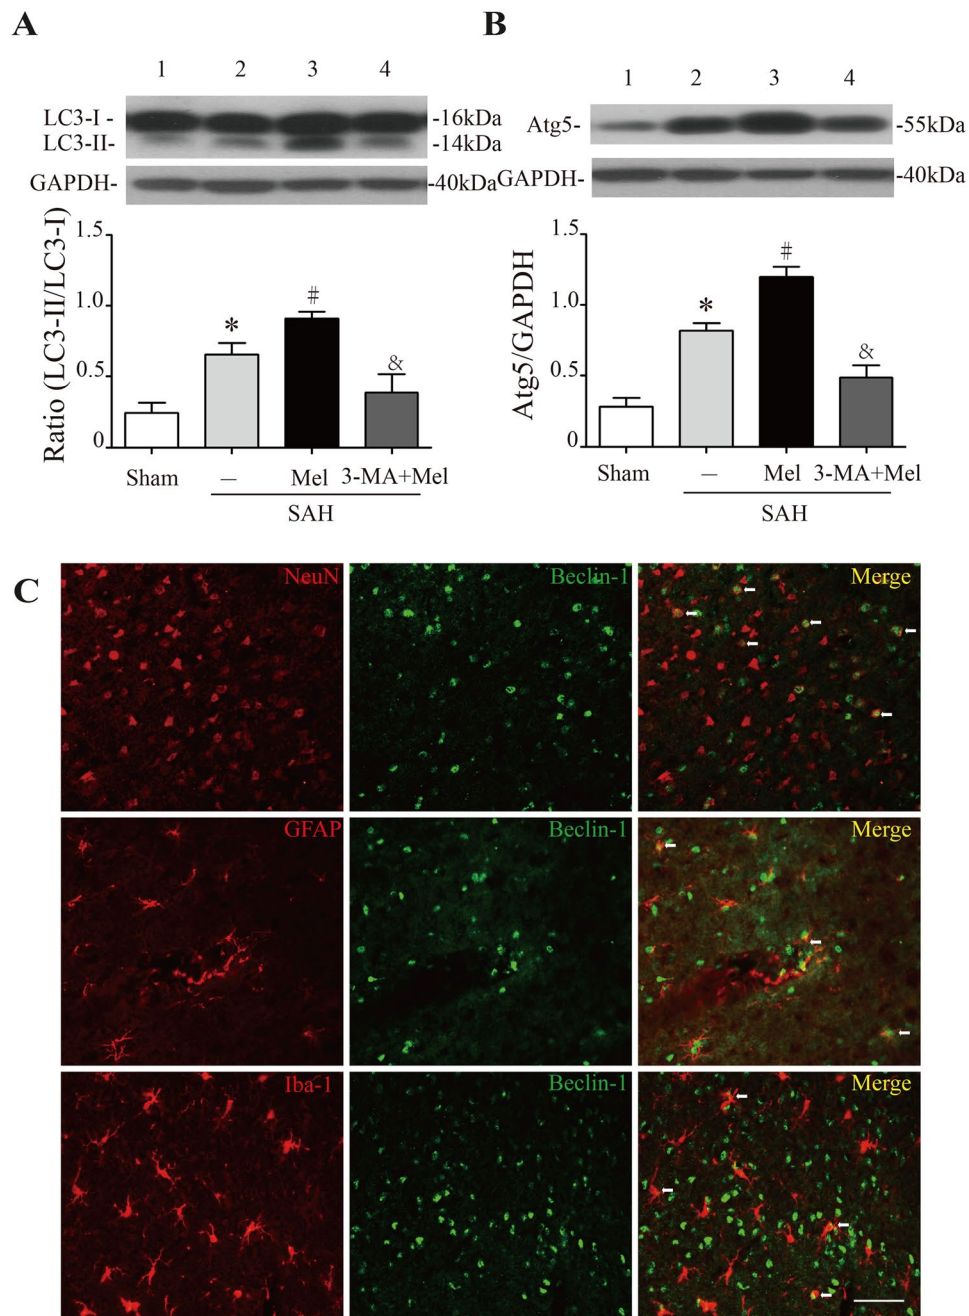 A
1 2 3 4
LC3-I - -16kDa
LC3-II- -14kDa
GAPDH- -40kDa
Ratio (LC3-II/LC3-I)
1.5
1.0
0.5
0
*
#
&
Sham — Mel 3-MA+Mel
SAH
B
1 2 3 4
Atg5- -55kDa
GAPDH- -40kDa
Atg5/GAPDH
1.5
1.0
0.5
0
*
#
&
Sham — Mel 3-MA+Mel
SAH
C
NeuN Beclin-1 Merge
GFAP Beclin-1 Merge
Iba-1 Beclin-1 Merge